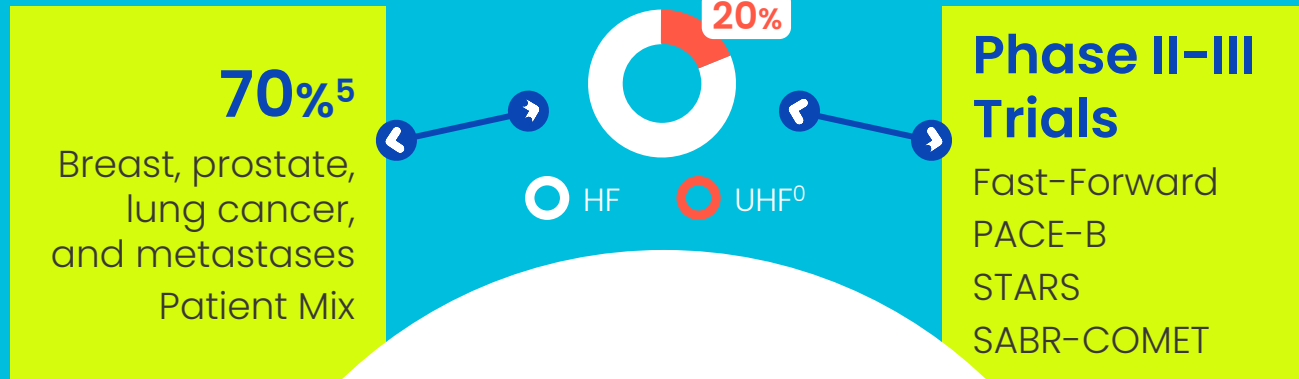 70%⁵
Breast, prostate,
lung cancer,
and metastases
Patient Mix
20%
HF
UHF⁰
Phase II-III
Trials
Fast-Forward
PACE-B
STARS
SABR-COMET